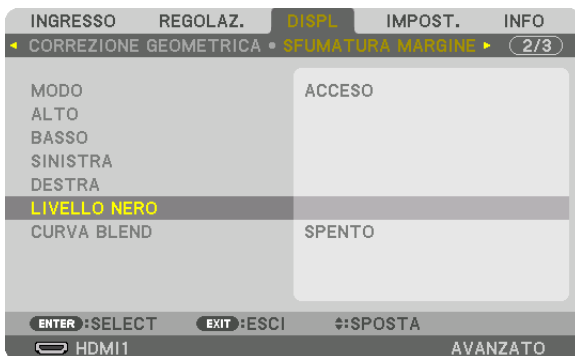 INGRESSO REGOLAZ. DISPL IMPOST. INFO
◄ CORREZIONE GEOMETRICA • SFUMATURA MARGINE ► 2/3
MODO ACCESO
ALTO
BASSO
SINISTRA
DESTRA
LIVELLO NERO
CURVA BLEND SPENTO
ENTER :SELECT EXIT :ESCI ♦:SPOSTA
HDMI1 AVANZATO